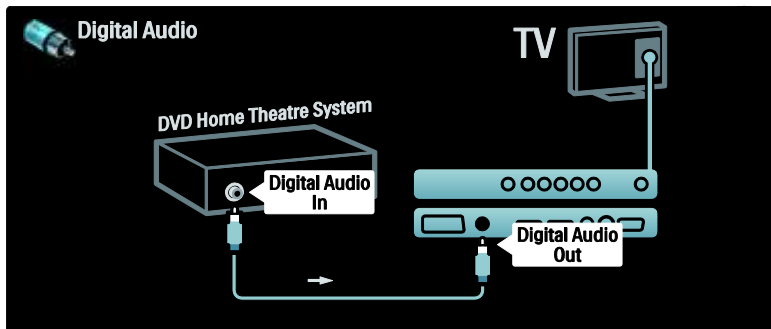 Digital Audio
TV
DVD Home Theatre System
Digital Audio
In
Digital Audio
Out